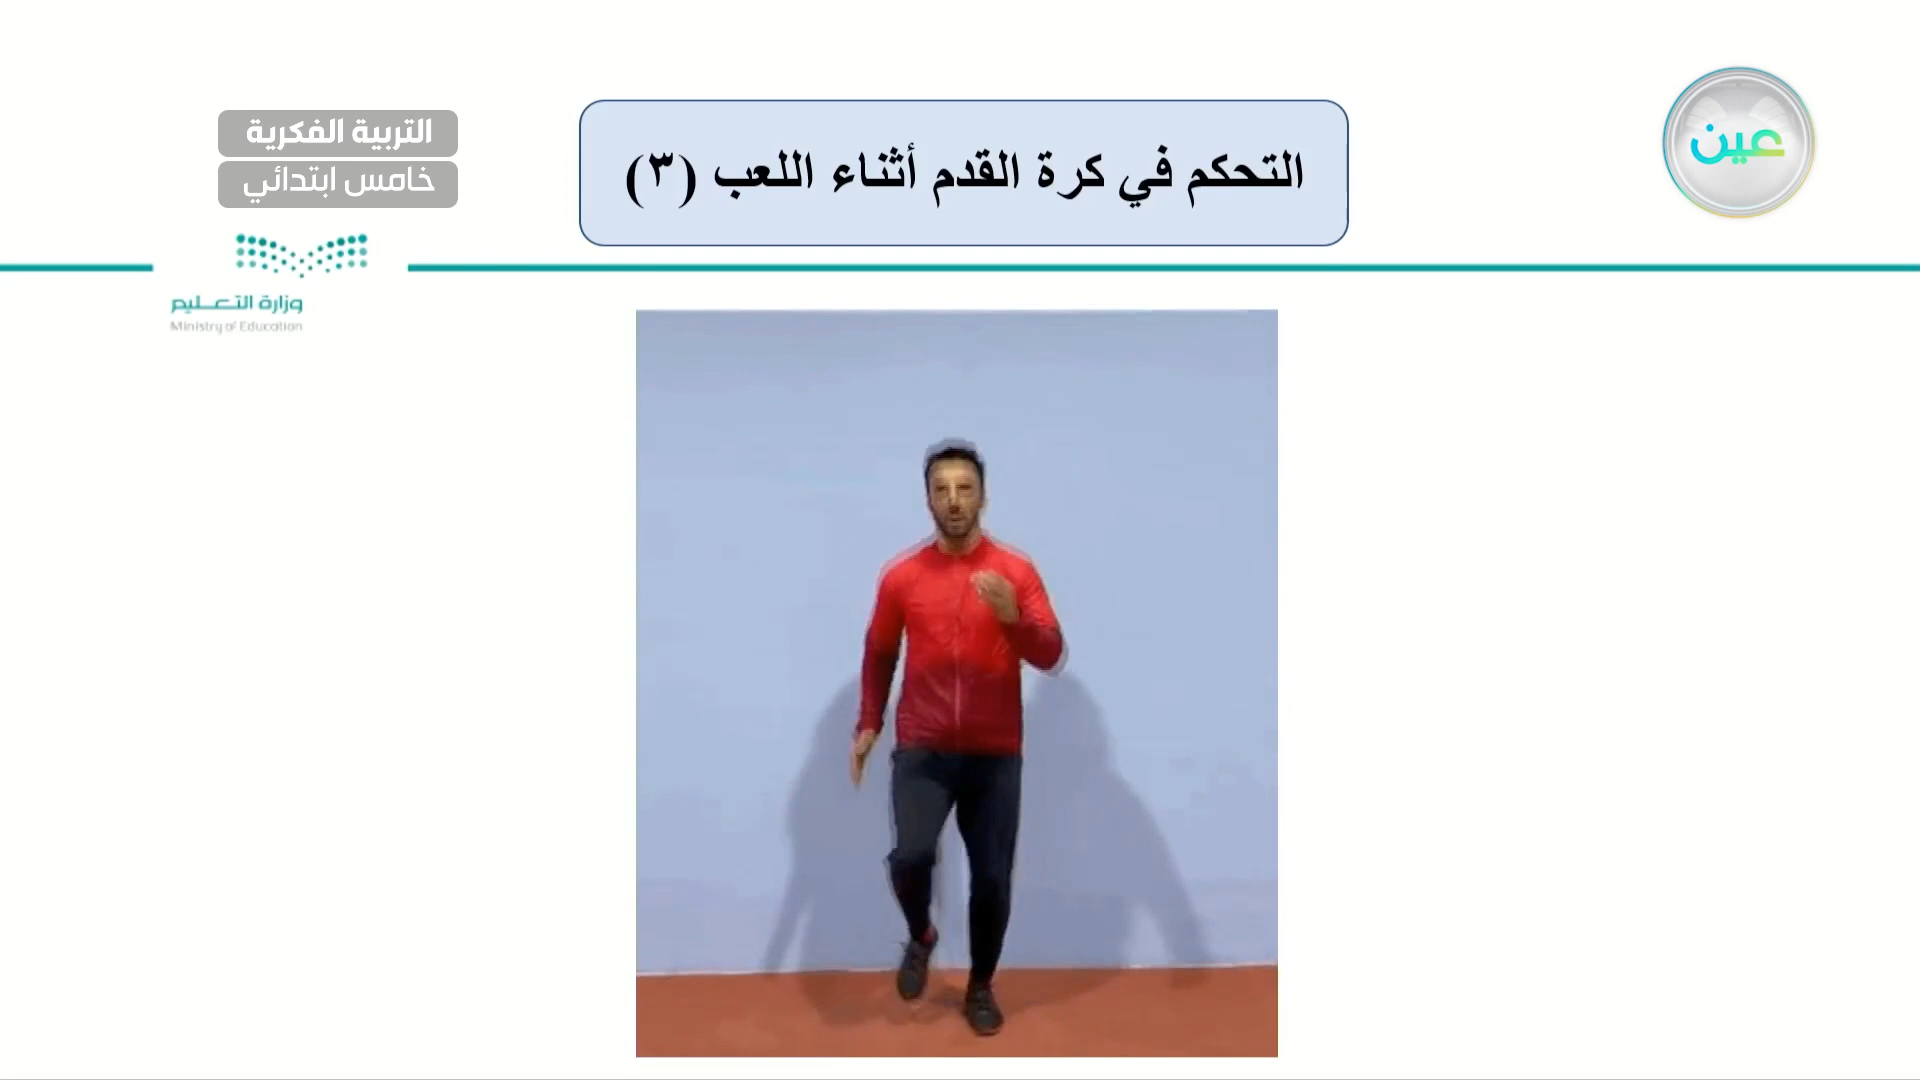 عين
التحكم في كرة القدم أثناء اللعب (٣)
التربية الفكرية
خامس ابتدائي
وزارة التعليم
Ministry of Education